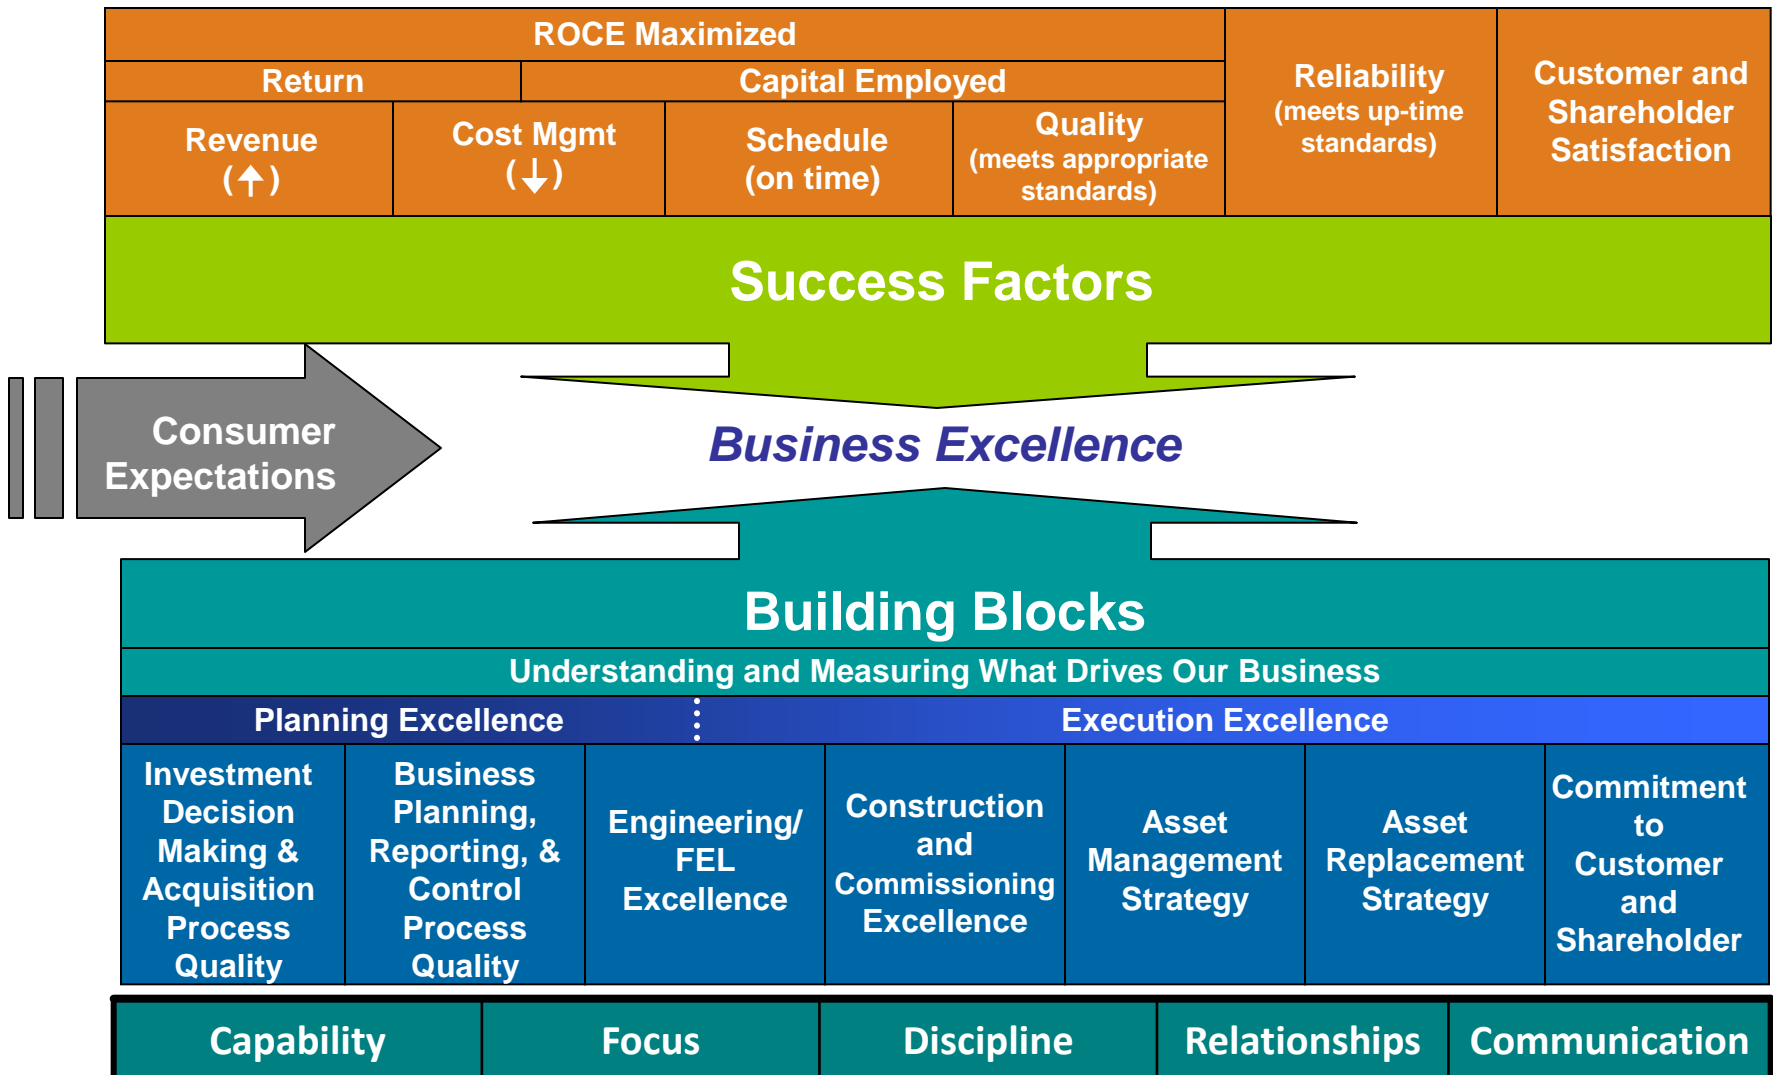 ROCE Maximized
Return
Capital Employed
Revenue
(↑)
Cost Mgmt
(↓)
Schedule
(on time)
Quality
(meets appropriate
standards)
Reliability
(meets up-time
standards)
Customer and
Shareholder
Satisfaction
Success Factors
Consumer
Expectations
Business Excellence
Building Blocks
Understanding and Measuring What Drives Our Business
Planning Excellence
Execution Excellence
Investment
Decision
Making &
Acquisition
Process
Quality
Business
Planning,
Reporting, &
Control
Process
Quality
Engineering/
FEL
Excellence
Construction
and
Commissioning
Excellence
Asset
Management
Strategy
Asset
Replacement
Strategy
Commitment
to
Customer
and
Shareholder
Capability
Focus
Discipline
Relationships
Communication